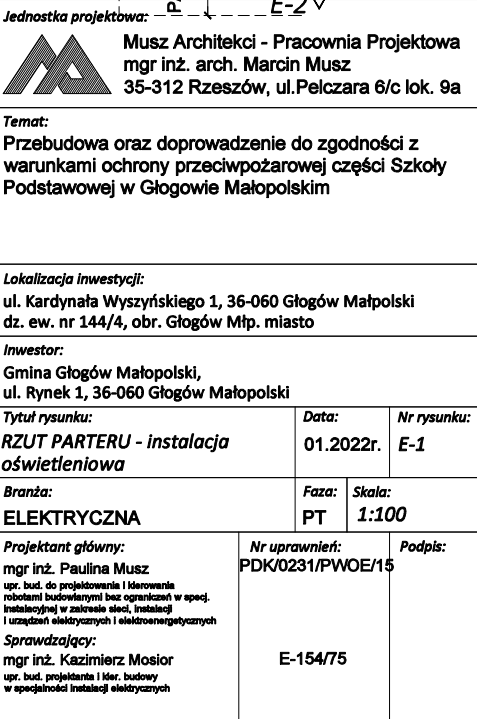 E-2
Jednostka projektowa:
Musz Architekci - Pracownia Projektowa
mgr inż. arch. Marcin Musz
35-312 Rzeszów, ul.Pelczara 6/c lok. 9a
Temat:
Przebudowa oraz doprowadzenie do zgodności z
warunkami ochrony przeciwpożarowej części Szkoły
Podstawowej w Głogowie Małopolskim
Lokalizacja inwestycji:
ul. Kardynała Wyszyńskiego 1, 36-060 Głogów Małpolski
dz. ew. nr 144/4, obr. Głogów Młp. miasto
Inwestor:
Gmina Głogów Małopolski,
ul. Rynek 1, 36-060 Głogów Małopolski
Tytuł rysunku: Data: Nr rysunku:
RZUT PARTERU - instalacja 01.2022r. E-1
oświetleniowa
Branża: Faza: Skala:
ELEKTRYCZNA PT 1:100
Projektant główny: Nr uprawnień: Podpis:
mgr inż. Paulina Musz PDK/0231/PWOE/15
upr. bud. do projektowania i kierowania
robotami budowlanymi bez ograniczeń w specj.
instalacyjnej w zakresie sieci, instalacji
i urządzeń elektrycznych i elektroenergetycznych
Sprawdzający:
mgr inż. Kazimierz Mosior E-154/75
upr. bud. projektanta i kier. budowy
w specjalności instalacji elektrycznych